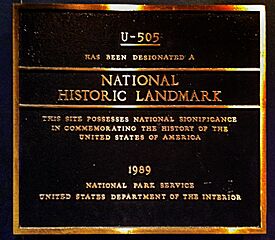 U-505
HAS BEEN DESIGNATED A
NATIONAL
HISTORIC LANDMARK
THIS SITE POSSESSES NATIONAL SIGNIFICANCE
IN COMMEMORATING THE HISTORY OF THE
UNITED STATES OF AMERICA
1989
NATIONAL PARK SERVICE
UNITED STATES DEPARTMENT OF THE INTERIOR